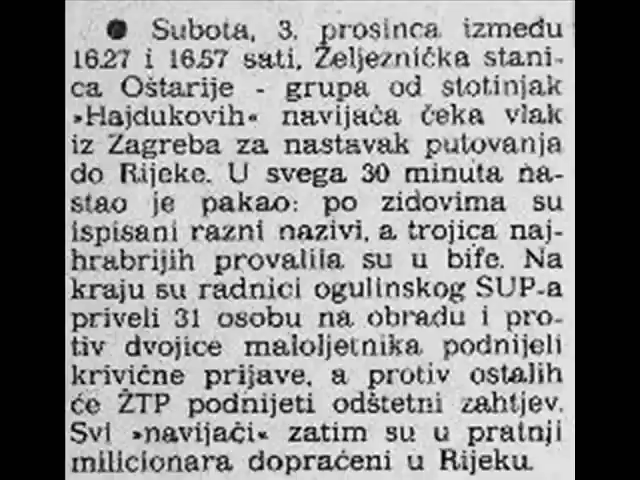 ● Subota, 3. prosinca između
16.27 i 16.57 sati, Željeznička stani-
ca Oštarije - grupa od stotinjak
»Hajdukovih« navijača čeka vlak
iz Zagreba za nastavak putovanja
do Rijeke. U svega 30 minuta na-
stao je pakao: po zidovima su
ispisani razni nazivi, a trojica naj-
hrabrijih provalila su u bife. Na
kraju su radnici ogulinskog SUP-a
priveli 31 osobu na obradu i pro-
tiv dvojice maloljetnika podnijeli
krivične prijave, a protiv ostalih
će ŽTP podnijeti odštetni zahtjev.
Svi »navijači« zatim su u pratnji
milicionara dopraćeni u Rijeku.